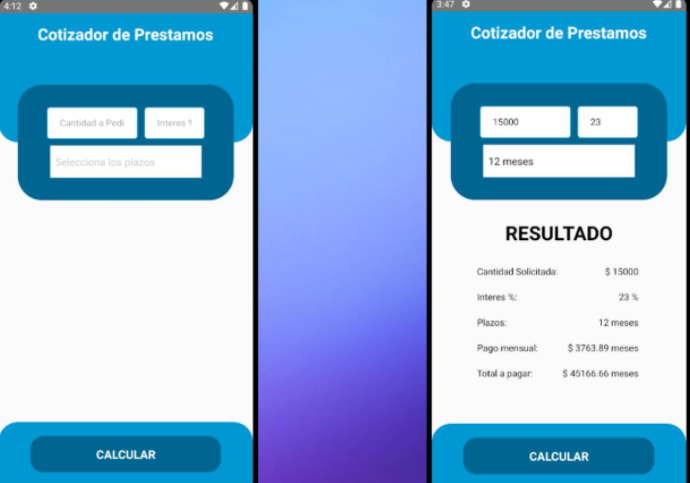 4:12
Cotizador de Prestamos
Cantidad a Pedi
Interes %
Selecciona los plazos
CALCULAR
3:47
Cotizador de Prestamos
15000
23
12 meses
RESULTADO
Cantidad Solicitada: $ 15000
Interes %: 23 %
Plazos: 12 meses
Pago mensual: $ 3763.89 meses
Total a pagar: $ 45166.66 meses
CALCULAR